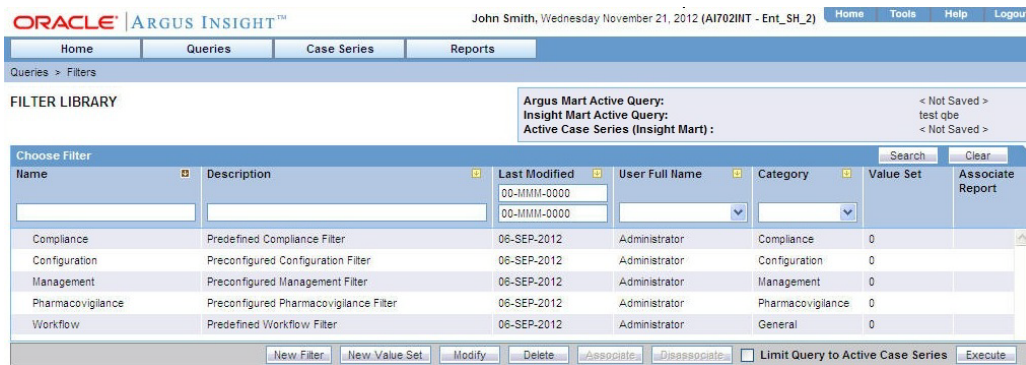 ORACLE ARGUS INSIGHT™
John Smith, Wednesday November 21, 2012 (AI702INT - Ent_SH_2)
Home Tools Help Logout
Home Queries Case Series Reports
Queries > Filters
FILTER LIBRARY
Argus Mart Active Query: < Not Saved >
Insight Mart Active Query: test qbe
Active Case Series (Insight Mart) : < Not Saved >
Choose Filter Search Clear
Name Description Last Modified User Full Name Category Value Set Associate Report
00-MMM-0000
00-MMM-0000
Compliance Predefined Compliance Filter 06-SEP-2012 Administrator Compliance 0
Configuration Preconfigured Configuration Filter 06-SEP-2012 Administrator Configuration 0
Management Preconfigured Management Filter 06-SEP-2012 Administrator Management 0
Pharmacovigilance Preconfigured Pharmacovigilance Filter 06-SEP-2012 Administrator Pharmacovigilance 0
Workflow Predefined Workflow Filter 06-SEP-2012 Administrator General 0
New Filter New Value Set Modify Delete Associate Disassociate Limit Query to Active Case Series Execute